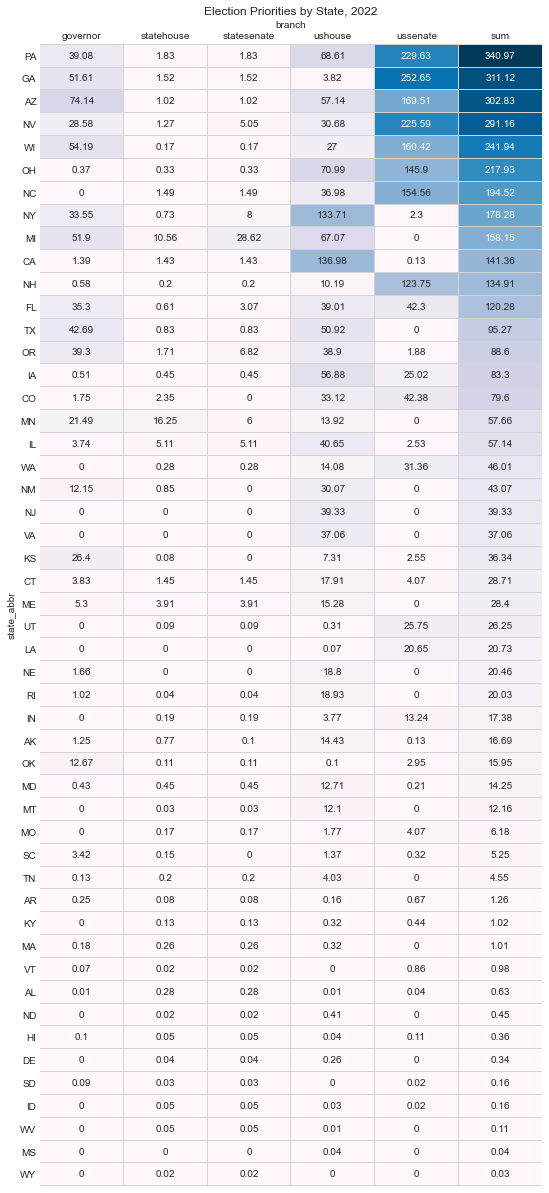 Election Priorities by State, 2022
branch
governor statehouse statesenate ushouse ussenate sum
PA 39.08 1.83 1.83 68.61 229.63 340.97
GA 51.61 1.52 1.52 3.82 252.65 311.12
AZ 74.14 1.02 1.02 57.14 169.51 302.83
NV 28.58 1.27 5.05 30.68 225.59 291.16
WI 54.19 0.17 0.17 27 160.42 241.94
OH 0.37 0.33 0.33 70.99 145.9 217.93
NC 0 1.49 1.49 36.98 154.56 194.52
NY 33.55 0.73 8 133.71 2.3 178.28
MI 51.9 10.56 28.62 67.07 0 158.15
CA 1.39 1.43 1.43 136.98 0.13 141.36
NH 0.58 0.2 0.2 10.19 123.75 134.91
FL 35.3 0.61 3.07 39.01 42.3 120.28
TX 42.69 0.83 0.83 50.92 0 95.27
OR 39.3 1.71 6.82 38.9 1.88 88.6
IA 0.51 0.45 0.45 56.88 25.02 83.3
CO 1.75 2.35 0 33.12 42.38 79.6
MN 21.49 16.25 6 13.92 0 57.66
IL 3.74 5.11 5.11 40.65 2.53 57.14
WA 0 0.28 0.28 14.08 31.36 46.01
NM 12.15 0.85 0 30.07 0 43.07
NJ 0 0 0 39.33 0 39.33
VA 0 0 0 37.06 0 37.06
KS 26.4 0.08 0 7.31 2.55 36.34
CT 3.83 1.45 1.45 17.91 4.07 28.71
state_abbr
ME 5.3 3.91 3.91 15.28 0 28.4
UT 0 0.09 0.09 0.31 25.75 26.25
LA 0 0 0 0.07 20.65 20.73
NE 1.66 0 0 18.8 0 20.46
RI 1.02 0.04 0.04 18.93 0 20.03
IN 0 0.19 0.19 3.77 13.24 17.38
AK 1.25 0.77 0.1 14.43 0.13 16.69
OK 12.67 0.11 0.11 0.1 2.95 15.95
MD 0.43 0.45 0.45 12.71 0.21 14.25
MT 0 0.03 0.03 12.1 0 12.16
MO 0 0.17 0.17 1.77 4.07 6.18
SC 3.42 0.15 0 1.37 0.32 5.25
TN 0.13 0.2 0.2 4.03 0 4.55
AR 0.25 0.08 0.08 0.16 0.67 1.26
KY 0 0.13 0.13 0.32 0.44 1.02
MA 0.18 0.26 0.26 0.32 0 1.01
VT 0.07 0.02 0.02 0 0.86 0.98
AL 0.01 0.28 0.28 0.01 0.04 0.63
ND 0 0.02 0.02 0.41 0 0.45
HI 0.1 0.05 0.05 0.04 0.11 0.36
DE 0 0.04 0.04 0.26 0 0.34
SD 0.09 0.03 0.03 0 0.02 0.16
ID 0 0.05 0.05 0.03 0.02 0.16
WV 0 0.05 0.05 0.01 0 0.11
MS 0 0 0 0.04 0 0.04
WY 0 0.02 0.02 0 0 0.03